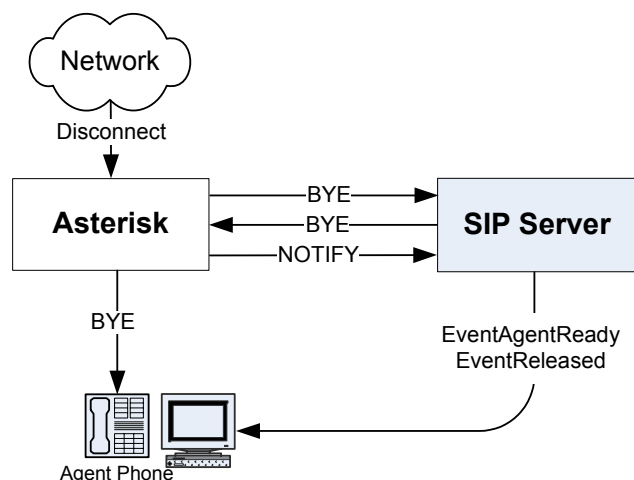 Network
Disconnect
BYE
Asterisk
BYE
SIP Server
NOTIFY
BYE
EventAgentReady
EventReleased
Agent Phone